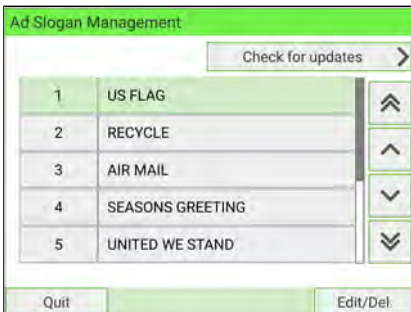 Ad Slogan Management
Check for updates
1 US FLAG
2 RECYCLE
3 AIR MAIL
4 SEASONS GREETING
5 UNITED WE STAND
Quit Edit/Del